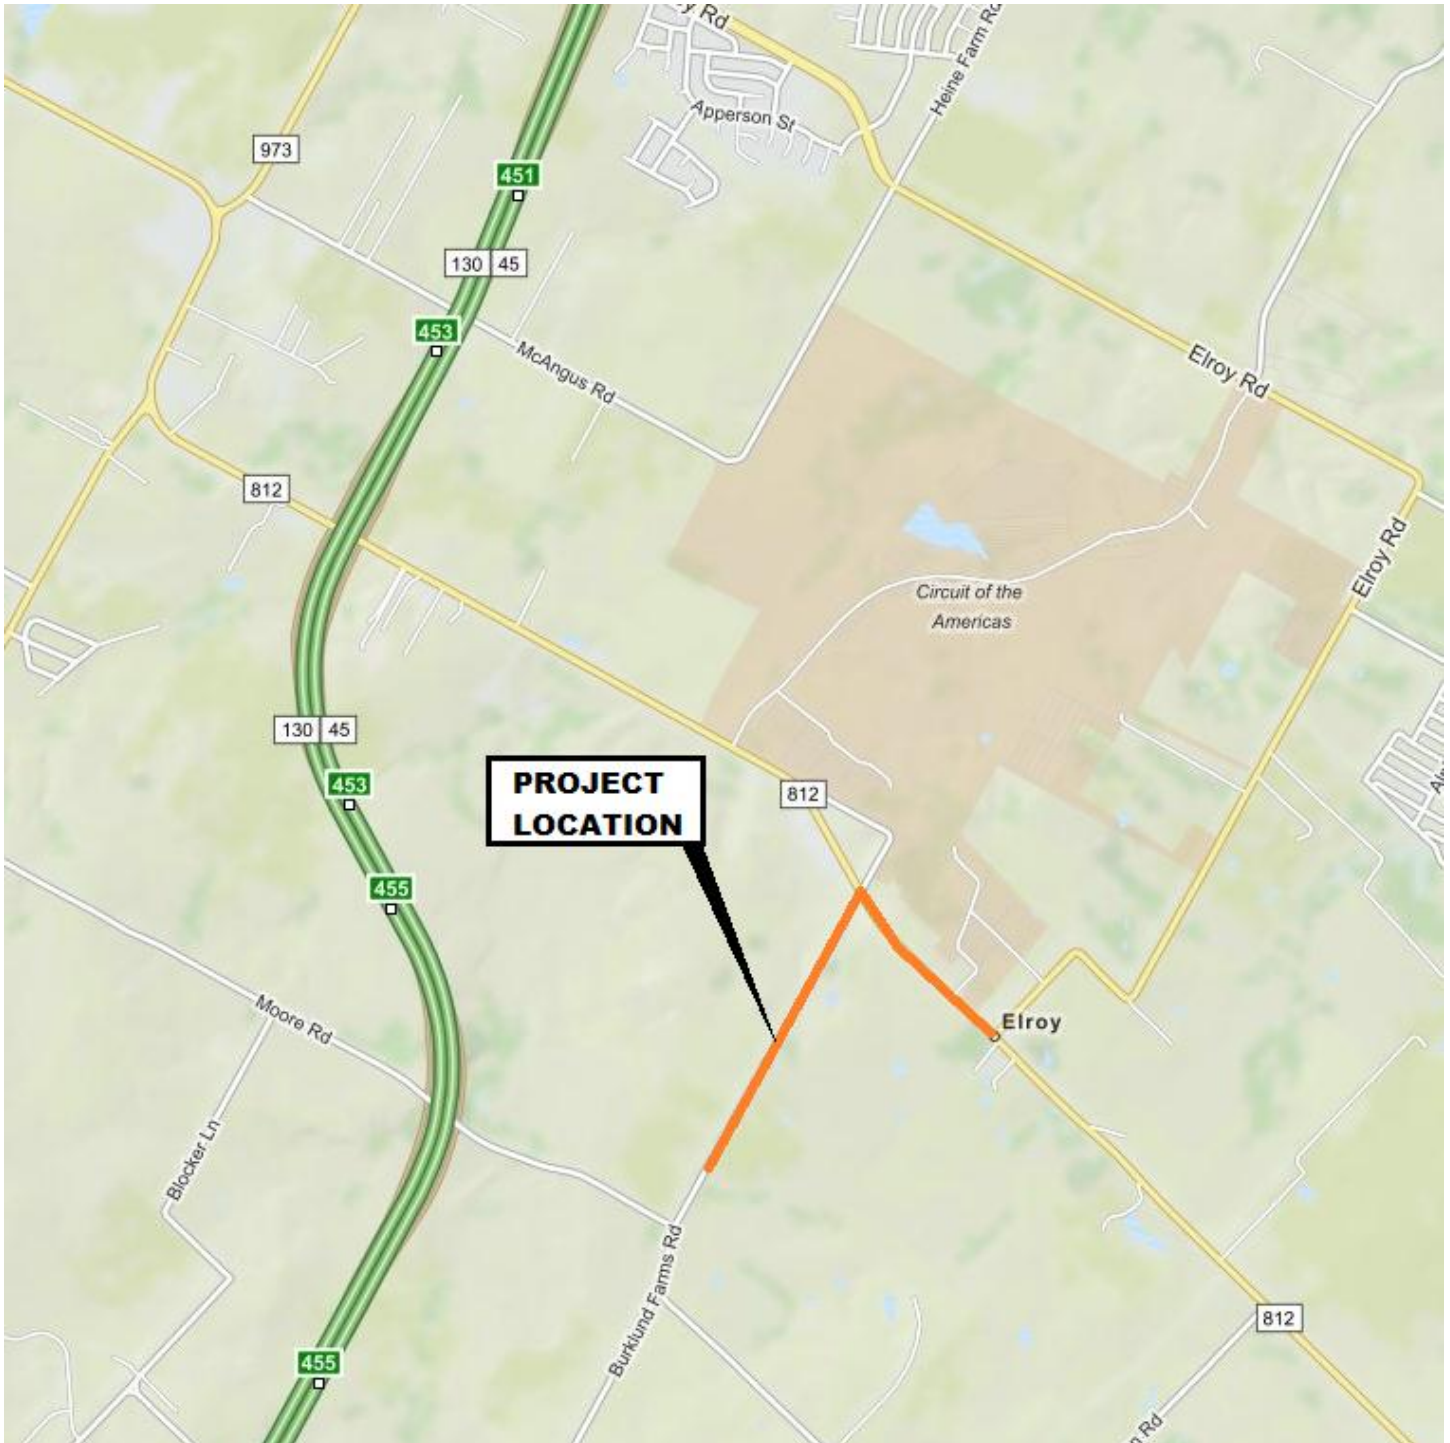 y Rd
Heine Farm Rd
Apperson St
973
451
130 45
453
McAngus Rd
Elroy Rd
812
Elroy Rd
Circuit of the
Americas
130 45
453
PROJECT
LOCATION
812
455
Moore Rd
Elroy
Blocker Ln
Burklund Farms Rd
812
455
n Rd